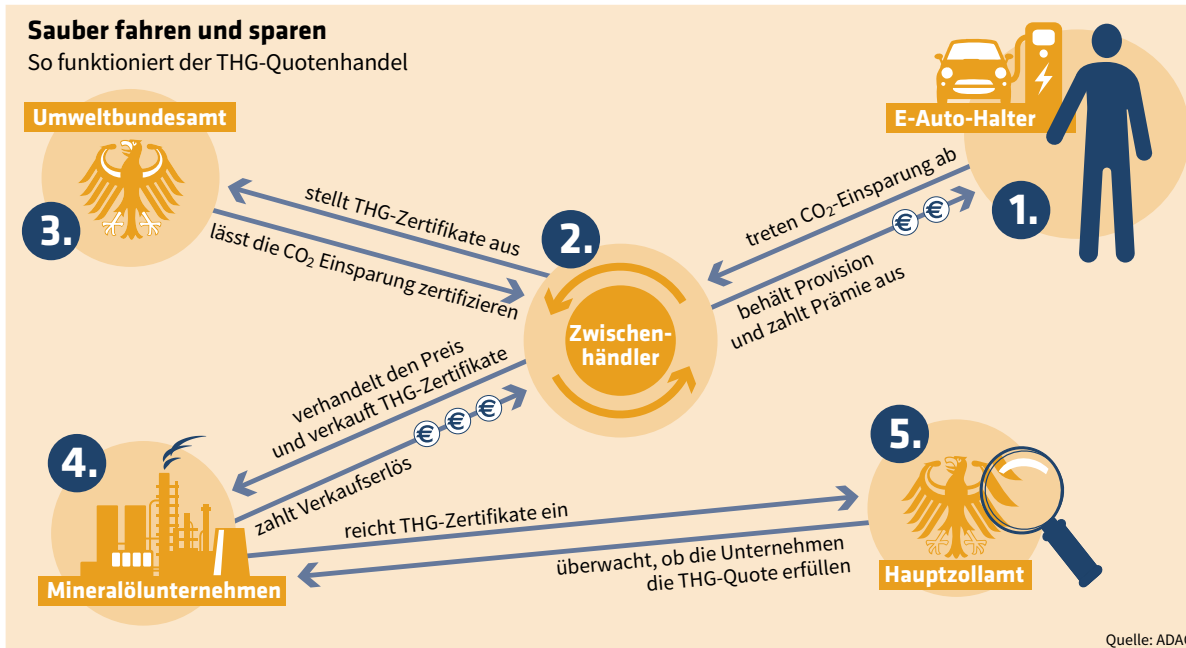 Sauber fahren und sparen
So funktioniert der THG-Quotenhandel
Umweltbundesamt
3.
E-Auto-Halter
1.
stellt THG-Zertifikate aus
lässt die CO₂ Einsparung zertifizieren
treten CO₂-Einsparung ab
€ €
behält Provision
und zahlt Prämie aus
2.
Zwischen-
händler
verhandelt den Preis
und verkauft THG-Zertifikate
€ € €
zahlt Verkaufserlös
4.
Mineralölunternehmen
5.
Hauptzollamt
reicht THG-Zertifikate ein
überwacht, ob die Unternehmen
die THG-Quote erfüllen
Quelle: ADAC